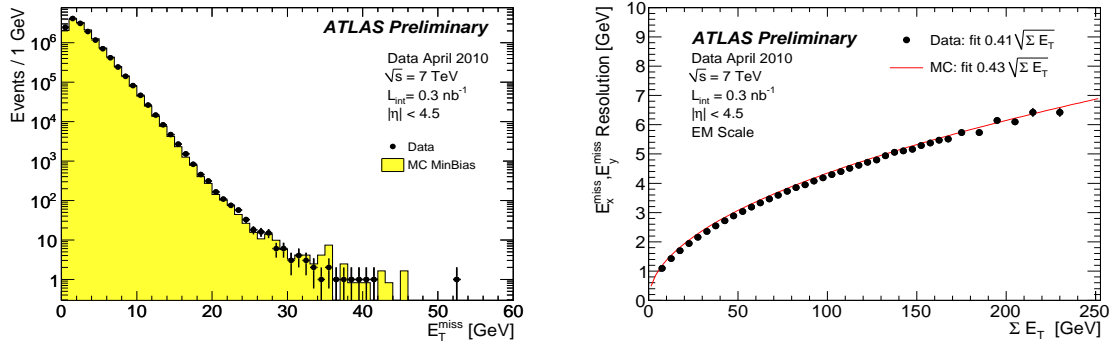 ATLAS Preliminary
Data April 2010
√s = 7 TeV
L_int = 0.3 nb⁻¹
|η| < 4.5
Data
MC MinBias
Events / 1 GeV
10⁶
10⁵
10⁴
10³
10²
10
1
0 10 20 30 40 50 60
E_T^miss [GeV]
ATLAS Preliminary
Data April 2010
√s = 7 TeV
L_int = 0.3 nb⁻¹
|η| < 4.5
EM Scale
Data: fit 0.41 √Σ E_T
MC: fit 0.43 √Σ E_T
E_x^miss, E_y^miss Resolution [GeV]
10
9
8
7
6
5
4
3
2
1
0
0 50 100 150 200 250
Σ E_T [GeV]